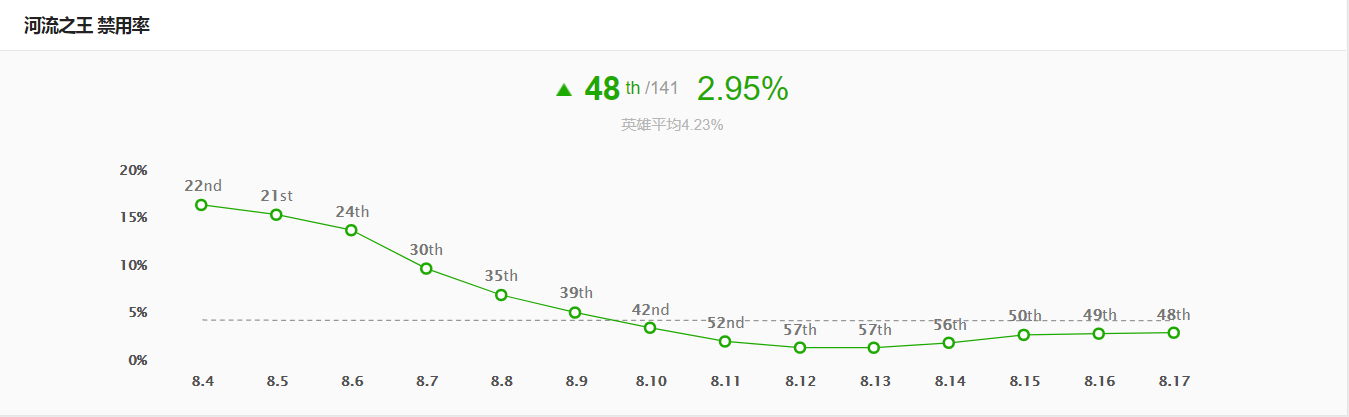 河流之王 禁用率
▲ 48 th /141 2.95%
英雄平均4.23%
20%
22nd
21st
24th
15%
30th
10%
35th
39th
5%
42nd
52nd
57th
57th
56th
50th
49th
48th
0%
8.4 8.5 8.6 8.7 8.8 8.9 8.10 8.11 8.12 8.13 8.14 8.15 8.16 8.17